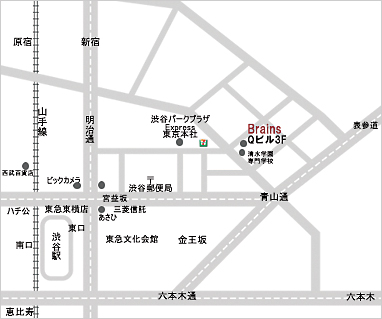 原宿
新宿
山手線
明治通
渋谷パークプラザ
Express
東京本社
7
Brains
Qビル3F
清水学園
専門学校
表参道
西武百貨店
ビックカメラ
渋谷郵便局
〒
宮益坂
青山通
ハチ公
東急東横店
三菱信託
あさひ
東口
南口
渋谷駅
東急文化会館
金王坂
六本木通
六本木
恵比寿